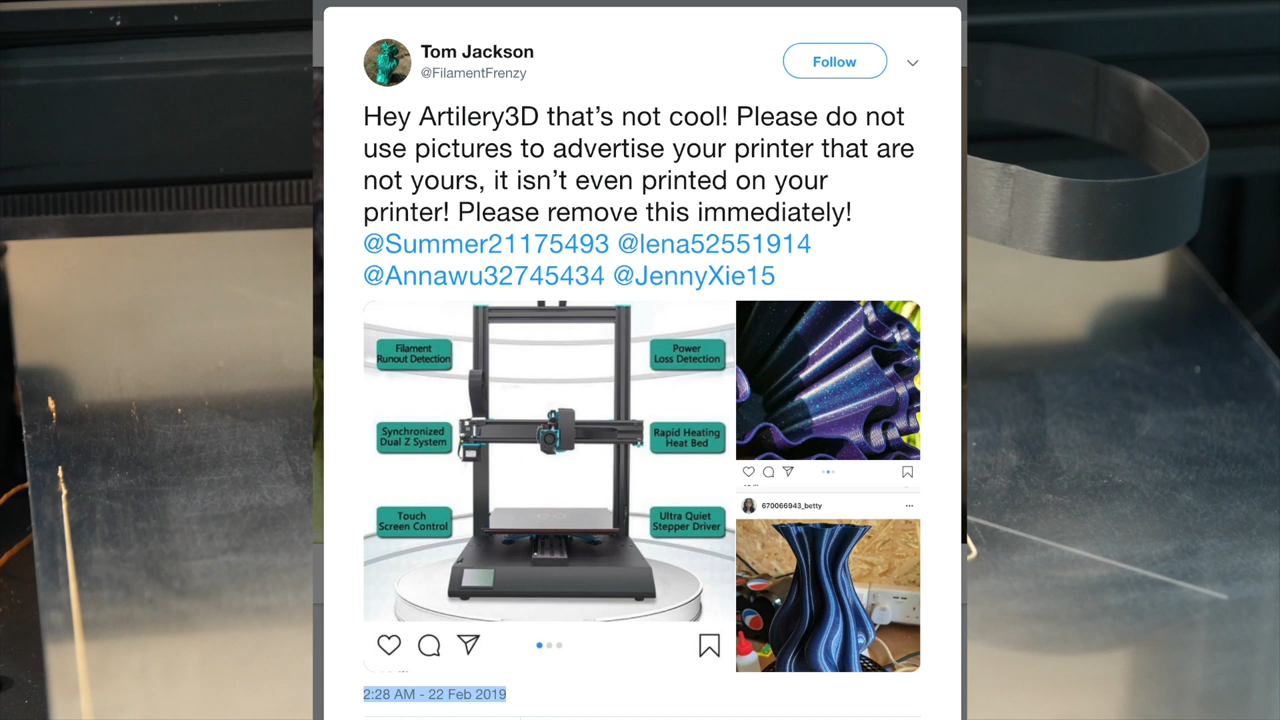 Tom Jackson
@FilamentFrenzy
Follow
Hey Artilery3D that’s not cool! Please do not
use pictures to advertise your printer that are
not yours, it isn’t even printed on your
printer! Please remove this immediately!
@Summer21175493 @lena52551914
@Annawu32745434 @JennyXie15
Filament
Runout Detection
Power
Loss Detection
Synchronized
Dual Z System
Rapid Heating
Heat Bed
Touch
Screen Control
Ultra Quiet
Stepper Driver
670066943_betty
2:28 AM - 22 Feb 2019